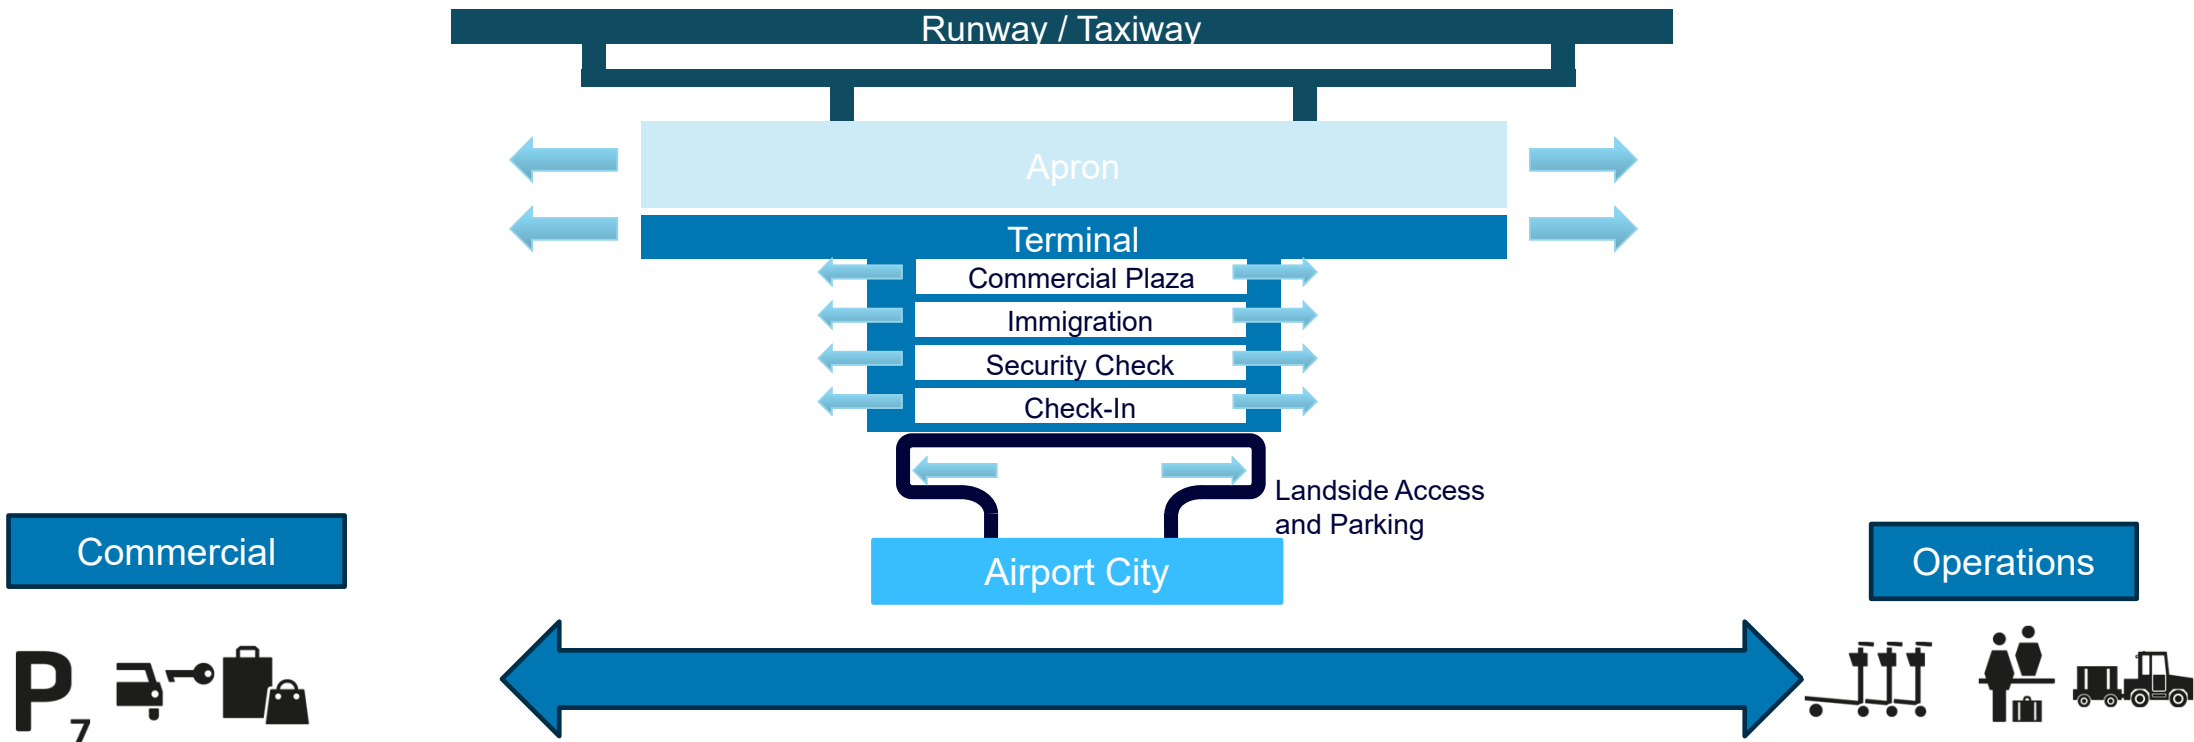 Runway / Taxiway
Apron
Terminal
Commercial Plaza
Immigration
Security Check
Check-In
Landside Access
and Parking
Commercial
Airport City
Operations
P
7